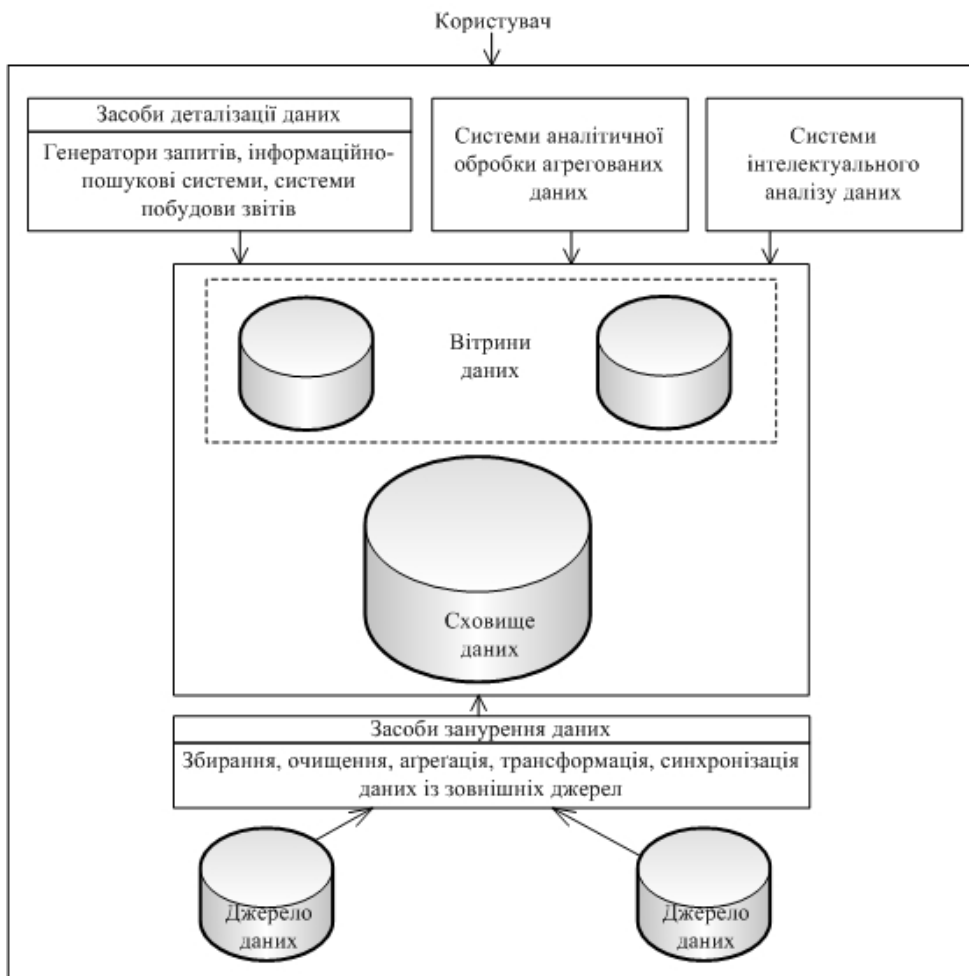 Користувач
Засоби деталізації даних
Генератори запитів, інформаційно-
пошукові системи, системи
побудови звітів
Системи аналітичної
обробки агрегованих
даних
Системи
інтелектуального
аналізу даних
Вітрини
даних
Сховище
даних
Засоби занурення даних
Збирання, очищення, аґреґація, трансформація, синхронізація
даних із зовнішніх джерел
Джерело
даних
Джерело
даних